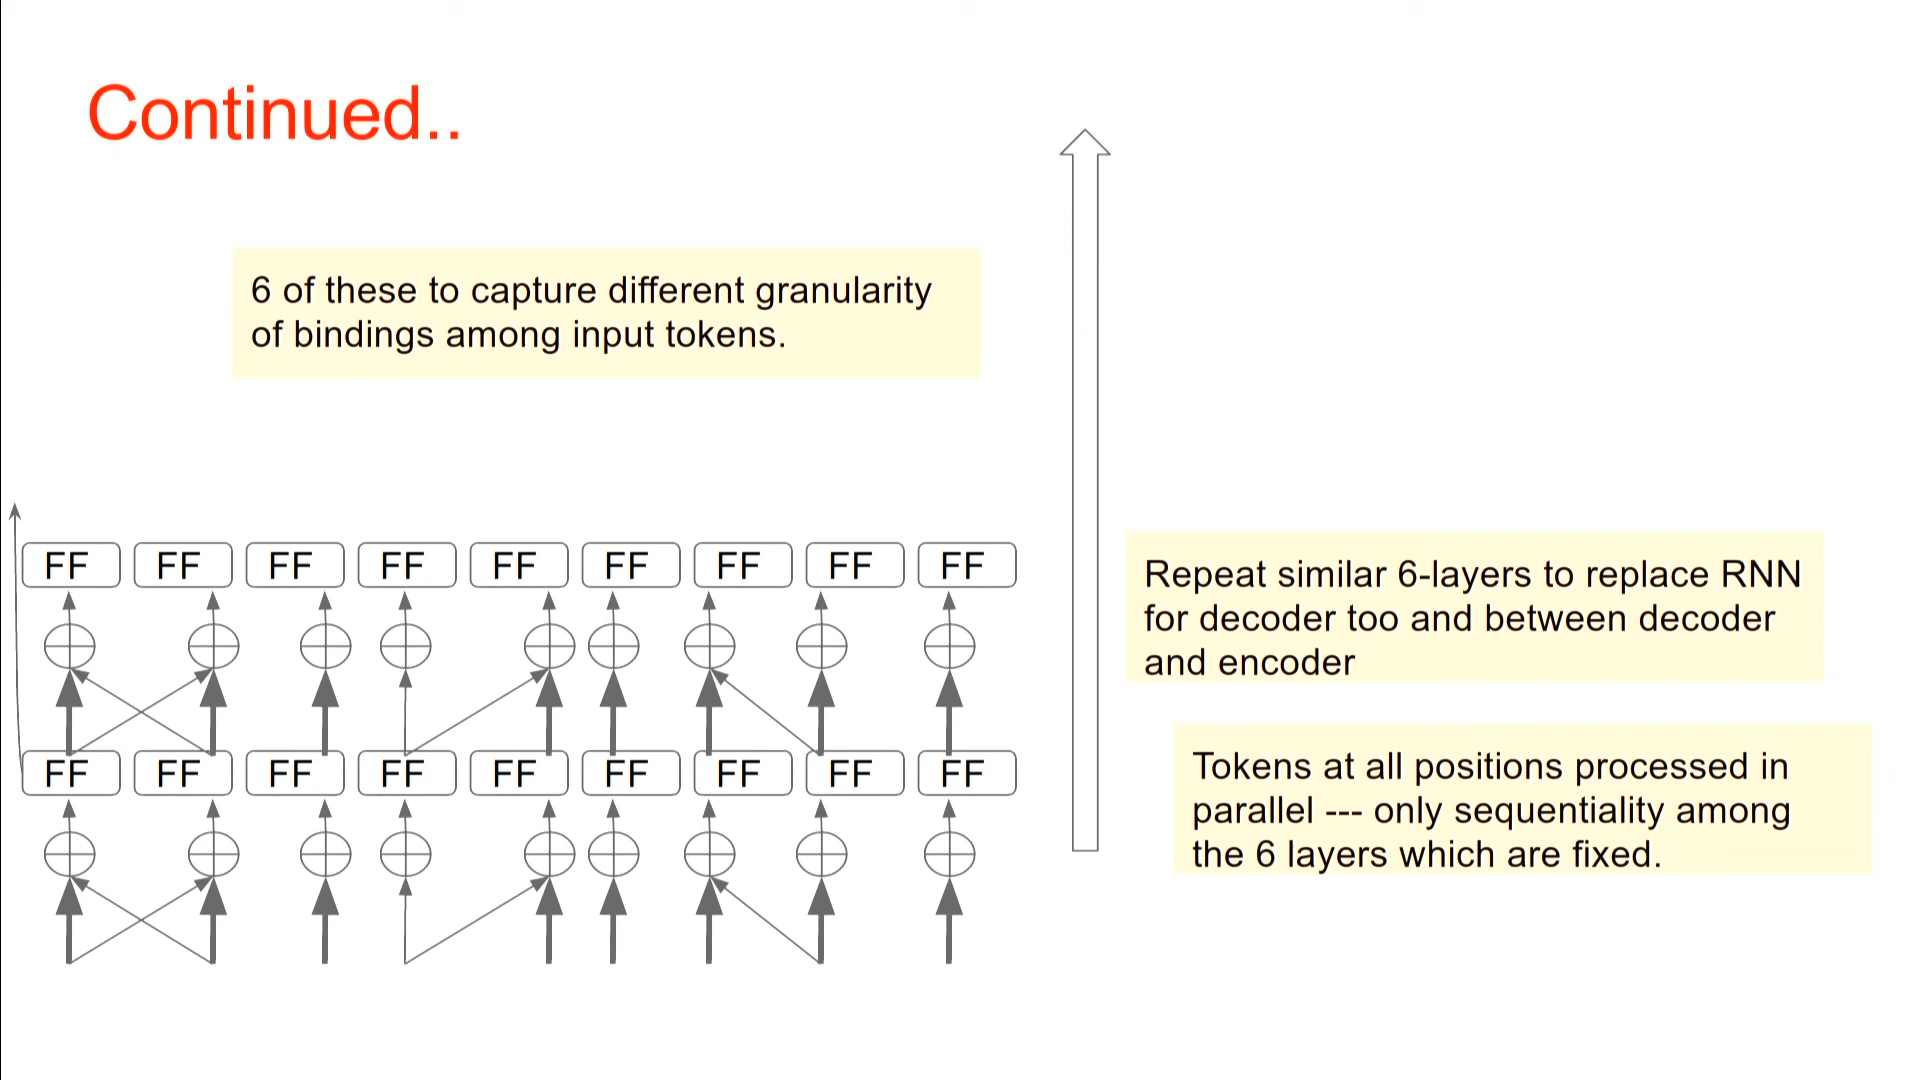 Continued..
6 of these to capture different granularity
of bindings among input tokens.
FF FF FF FF FF FF FF FF FF
Repeat similar 6-layers to replace RNN
for decoder too and between decoder
and encoder
FF FF FF FF FF FF FF FF FF
Tokens at all positions processed in
parallel --- only sequentiality among
the 6 layers which are fixed.